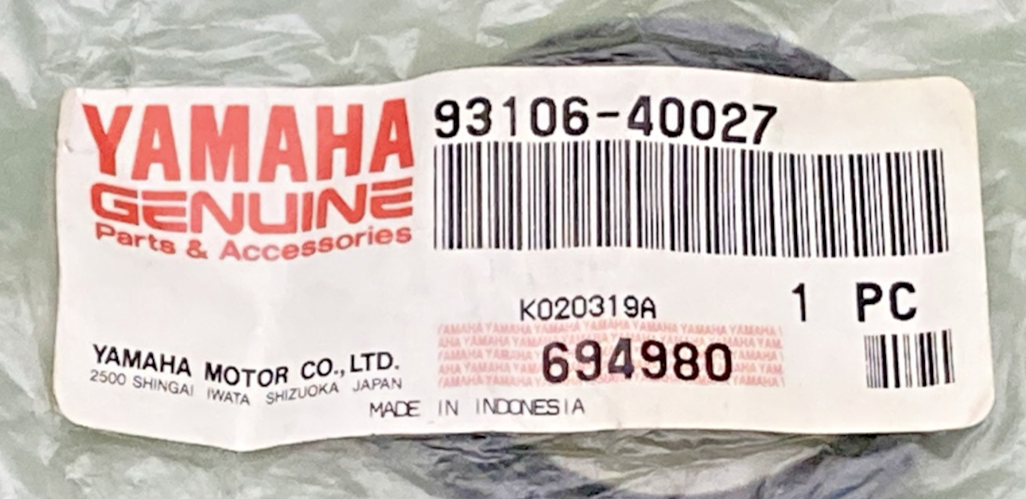 YAMAHA
GENUINE
Parts & Accessories
93106-40027
K020319A
1 PC
694980
YAMAHA MOTOR CO., LTD.
2500 SHINGAI IWATA SHIZUOKA JAPAN
MADE IN INDONESIA